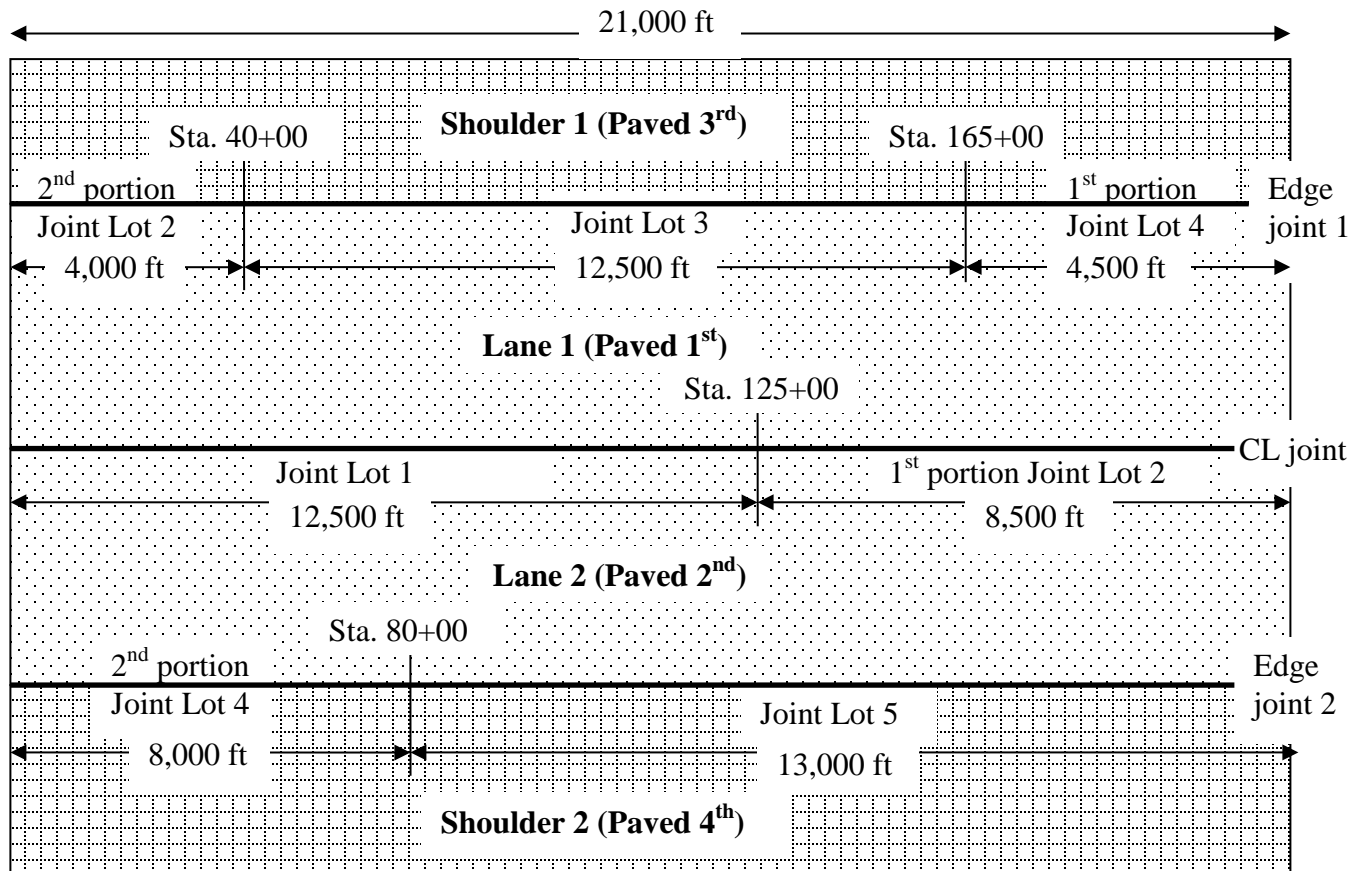 21,000 ft
Shoulder 1 (Paved 3rd)
Sta. 40+00
Sta. 165+00
2nd portion
Joint Lot 2
4,000 ft
Joint Lot 3
12,500 ft
1st portion
Joint Lot 4
4,500 ft
Edge
joint 1
Lane 1 (Paved 1st)
Sta. 125+00
CL joint
Joint Lot 1
12,500 ft
1st portion Joint Lot 2
8,500 ft
Lane 2 (Paved 2nd)
Sta. 80+00
2nd portion
Joint Lot 4
8,000 ft
Joint Lot 5
13,000 ft
Edge
joint 2
Shoulder 2 (Paved 4th)